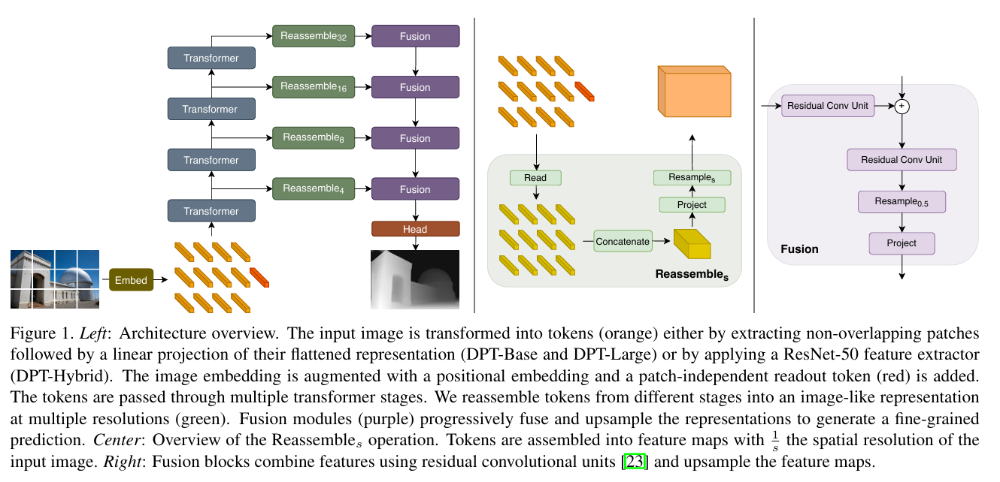 Transformer
Reassemble32
Fusion
Transformer
Reassemble16
Fusion
Transformer
Reassemble8
Fusion
Transformer
Reassemble4
Fusion
Head
Embed
Read
Concatenate
Project
Resamples
Reassembles
Residual Conv Unit
+
Residual Conv Unit
Resample0.5
Project
Fusion
Figure 1. Left: Architecture overview. The input image is transformed into tokens (orange) either by extracting non-overlapping patches
followed by a linear projection of their flattened representation (DPT-Base and DPT-Large) or by applying a ResNet-50 feature extractor
(DPT-Hybrid). The image embedding is augmented with a positional embedding and a patch-independent readout token (red) is added.
The tokens are passed through multiple transformer stages. We reassemble tokens from different stages into an image-like representation
at multiple resolutions (green). Fusion modules (purple) progressively fuse and upsample the representations to generate a fine-grained
prediction. Center: Overview of the Reassembles operation. Tokens are assembled into feature maps with 1/s the spatial resolution of the
input image. Right: Fusion blocks combine features using residual convolutional units [23] and upsample the feature maps.